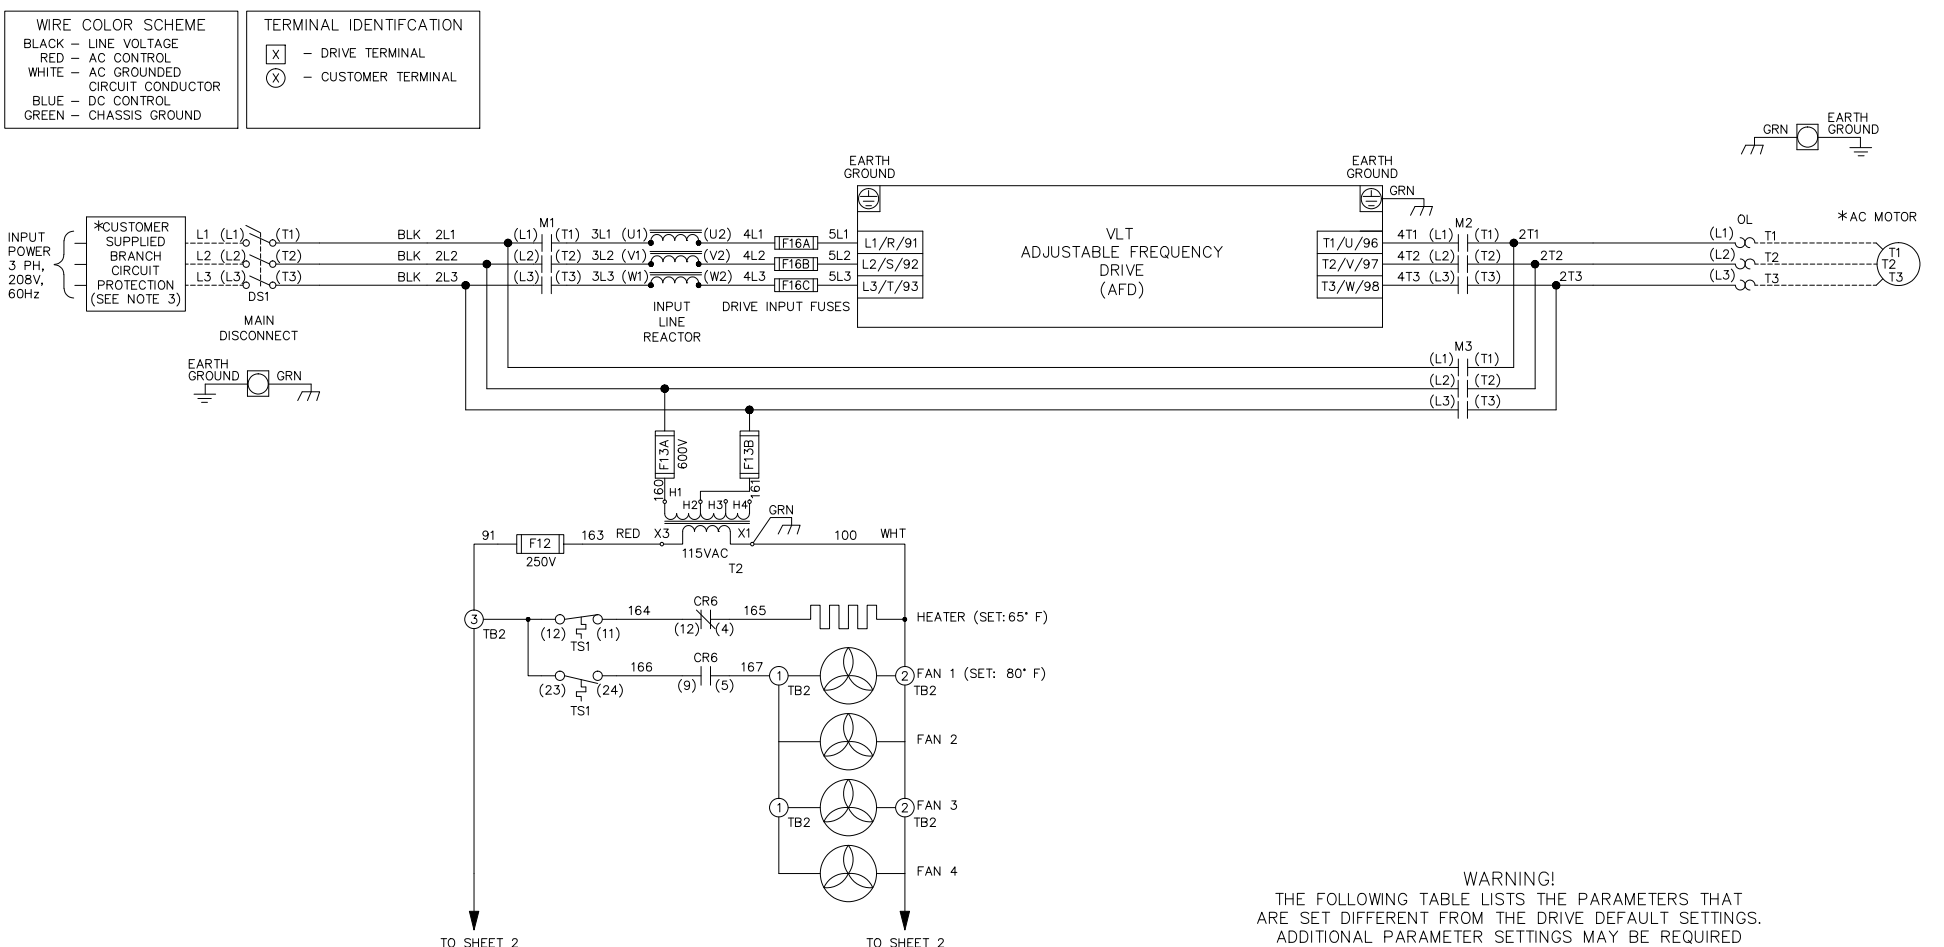 WIRE COLOR SCHEME
BLACK – LINE VOLTAGE
RED – AC CONTROL
WHITE – AC GROUNDED
CIRCUIT CONDUCTOR
BLUE – DC CONTROL
GREEN – CHASSIS GROUND
TERMINAL IDENTIFCATION
X – DRIVE TERMINAL
X – CUSTOMER TERMINAL
GRN
EARTH
GROUND
INPUT
POWER
3 PH,
208V,
60Hz
*CUSTOMER
SUPPLIED
BRANCH
CIRCUIT
PROTECTION
(SEE NOTE 3)
L1 (L1) (T1)
L2 (L2) (T2)
L3 (L3) (T3)
DS1
MAIN
DISCONNECT
EARTH
GROUND
GRN
BLK 2L1
BLK 2L2
BLK 2L3
M1
(L1) (T1) 3L1 (U1) (U2) 4L1 F16A 5L1
(L2) (T2) 3L2 (V1) (V2) 4L2 F16B 5L2
(L3) (T3) 3L3 (W1) (W2) 4L3 F16C 5L3
INPUT
LINE
REACTOR
DRIVE INPUT FUSES
EARTH
GROUND
L1/R/91
L2/S/92
L3/T/93
VLT
ADJUSTABLE FREQUENCY
DRIVE
(AFD)
EARTH
GROUND
GRN
T1/U/96
T2/V/97
T3/W/98
M2
4T1 (L1) (T1) 2T1
4T2 (L2) (T2) 2T2
4T3 (L3) (T3) 2T3
OL
(L1) T1
(L2) T2
(L3) T3
*AC MOTOR
T1
T2
T3
M3
(L1) (T1)
(L2) (T2)
(L3) (T3)
F13A
600V
F13B
160
161
H1
H2 H3 H4
GRN
91
F12
250V
163 RED X3
115VAC
X1
T2
100 WHT
3
TB2
(12) (11)
TS1
164
CR6
(12) (4)
165
HEATER (SET:65° F)
(23) (24)
TS1
166
CR6
(9) (5)
167
1
TB2
2
TB2
FAN 1 (SET: 80° F)
FAN 2
1
TB2
2
TB2
FAN 3
FAN 4
TO SHEET 2
TO SHEET 2
WARNING!
THE FOLLOWING TABLE LISTS THE PARAMETERS THAT
ARE SET DIFFERENT FROM THE DRIVE DEFAULT SETTINGS.
ADDITIONAL PARAMETER SETTINGS MAY BE REQUIRED